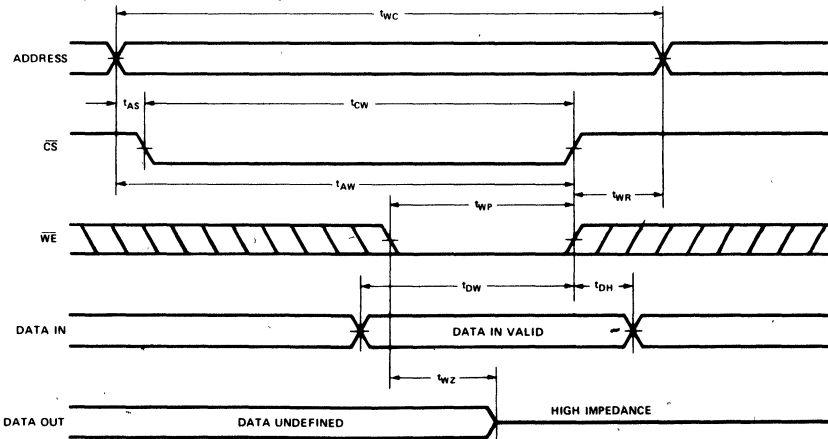 tWC
ADDRESS
tAS
tCW
CS
tAW
tWP
tWR
WE
tDW
tDH
DATA IN
DATA IN VALID
tWZ
DATA OUT
DATA UNDEFINED
HIGH IMPEDANCE